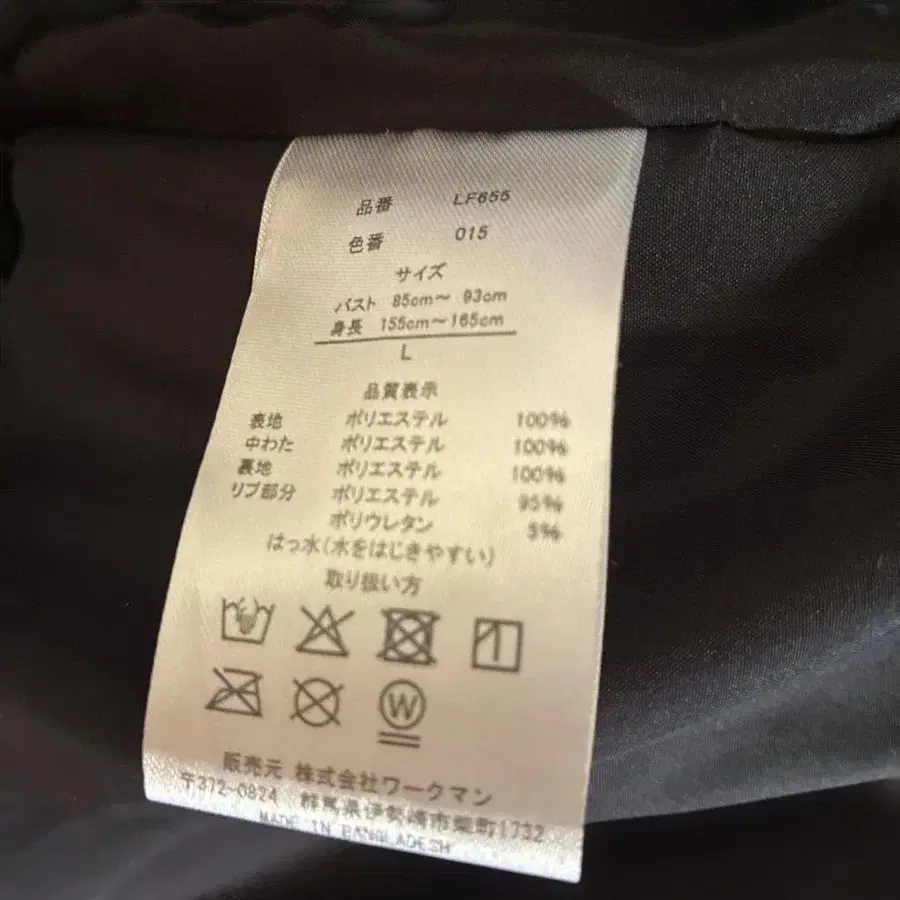 品番 LF655
色番 015
サイズ
バスト 85cm～ 93cm
身長 155cm～165cm
L
品質表示
表地 ポリエステル 100%
中わた ポリエステル 100%
裏地 ポリエステル 100%
リブ部分 ポリエステル 95%
ポリウレタン 5%
はっ水(水をはじきやすい)
取り扱い方
W
販売元 株式会社ワークマン
〒372-0824 群馬県伊勢崎市柴町1732
MADE IN BANGLADESH